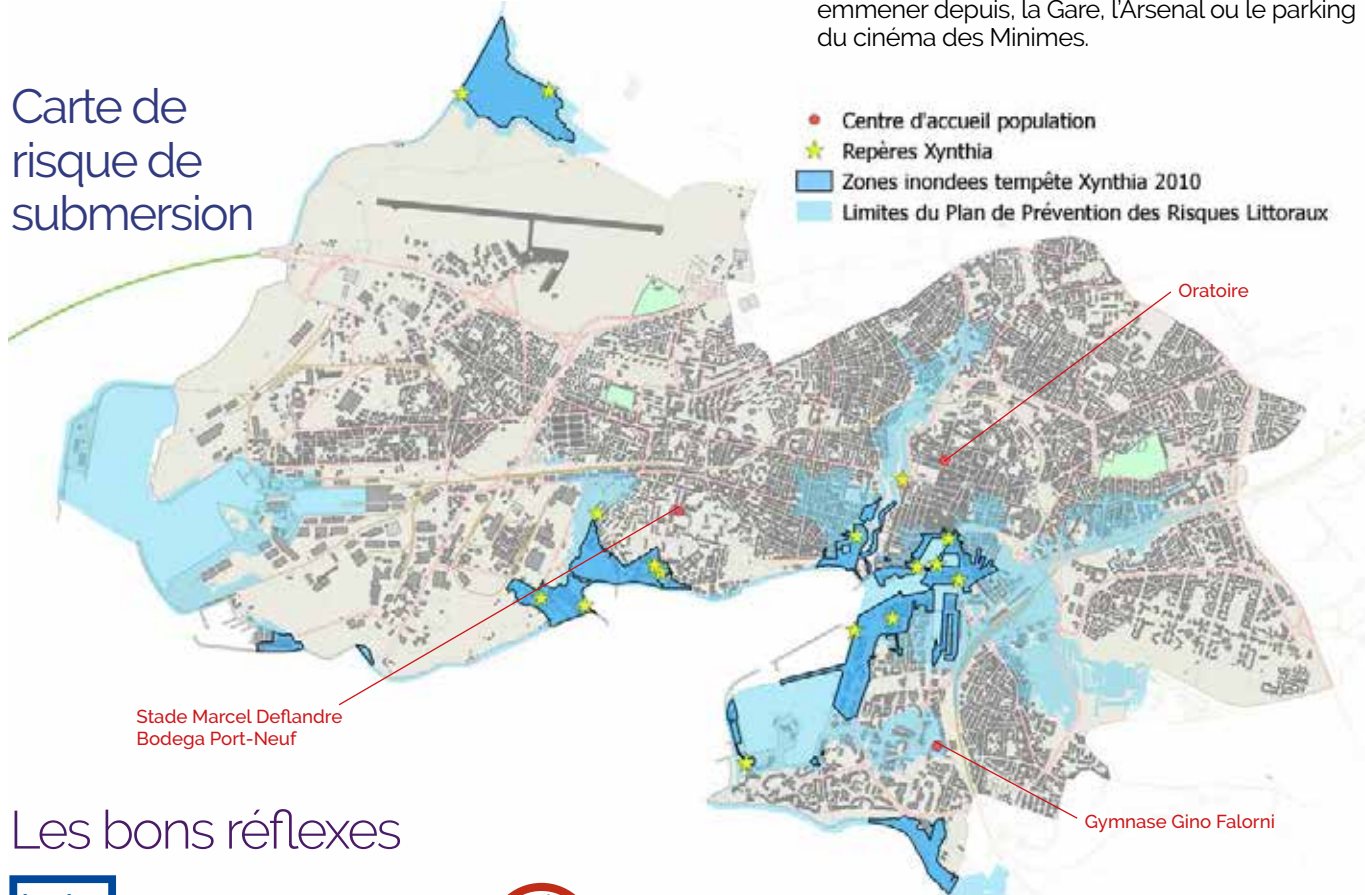 emmener depuis, la Gare, l'Arsenal ou le parking
du cinéma des Minimes.
Carte de
risque de
submersion
Centre d'accueil population
Repères Xynthia
Zones inondees tempête Xynthia 2010
Limites du Plan de Prévention des Risques Littoraux
Oratoire
Stade Marcel Deflandre
Bodega Port-Neuf
Gymnase Gino Falorni
Les bons réflexes